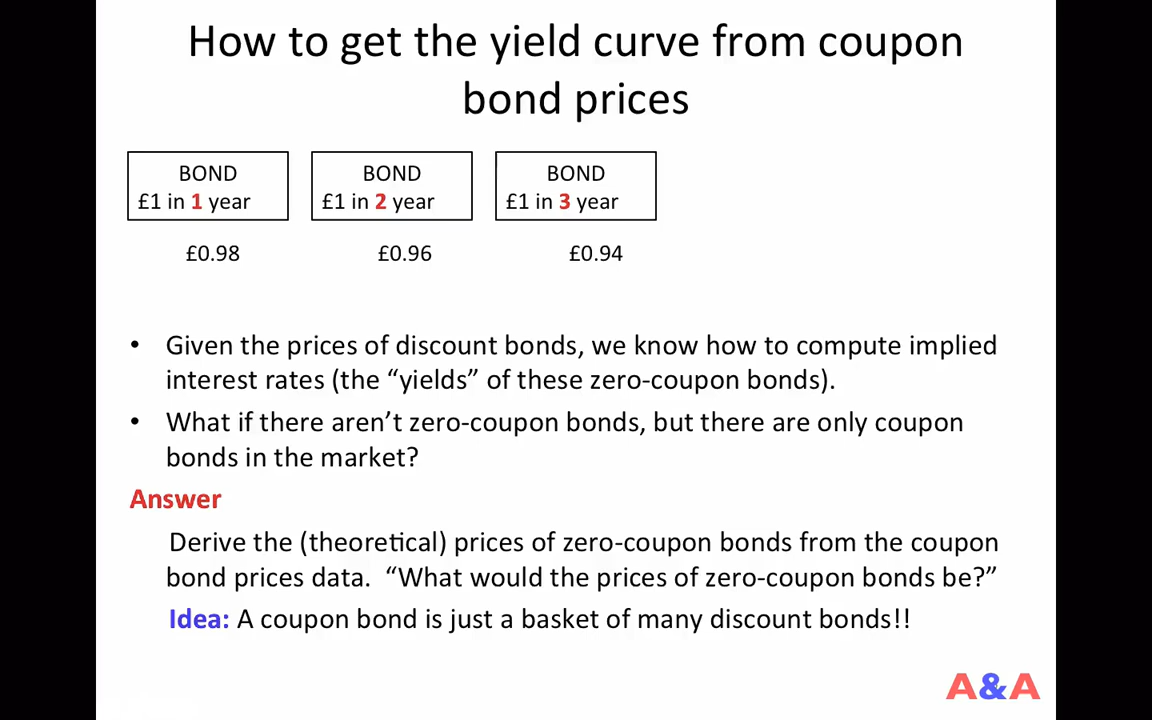 How to get the yield curve from coupon
bond prices
BOND
£1 in 1 year
BOND
£1 in 2 year
BOND
£1 in 3 year
£0.98
£0.96
£0.94
• Given the prices of discount bonds, we know how to compute implied
interest rates (the “yields” of these zero-coupon bonds).
• What if there aren’t zero-coupon bonds, but there are only coupon
bonds in the market?
Answer
Derive the (theoretical) prices of zero-coupon bonds from the coupon
bond prices data. “What would the prices of zero-coupon bonds be?”
Idea: A coupon bond is just a basket of many discount bonds!!
A&A